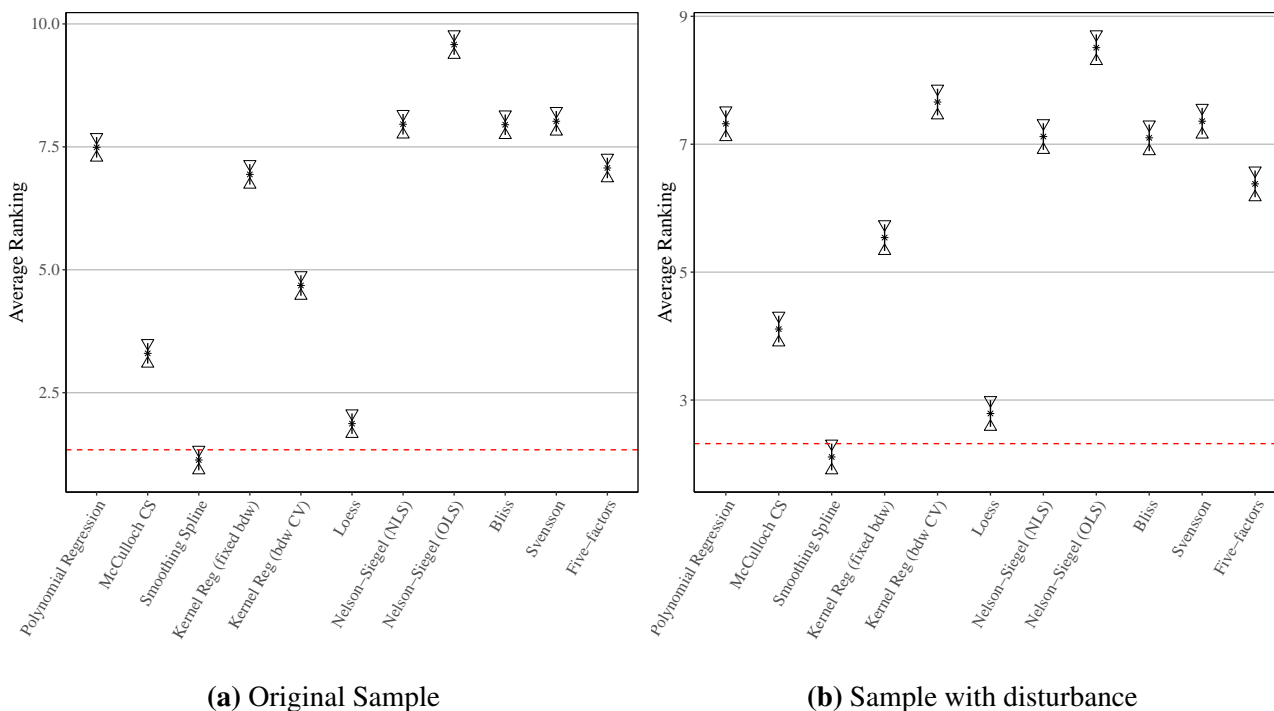 Average Ranking
10.0
7.5
5.0
2.5
Polynomial Regression
McCulloch CS
Smoothing Spline
Kernel Reg (fixed bdw)
Kernel Reg (bdw CV)
Loess
Nelson−Siegel (NLS)
Nelson−Siegel (OLS)
Bliss
Svensson
Five−factors
(a) Original Sample
Average Ranking
9
7
5
3
Polynomial Regression
McCulloch CS
Smoothing Spline
Kernel Reg (fixed bdw)
Kernel Reg (bdw CV)
Loess
Nelson−Siegel (NLS)
Nelson−Siegel (OLS)
Bliss
Svensson
Five−factors
(b) Sample with disturbance